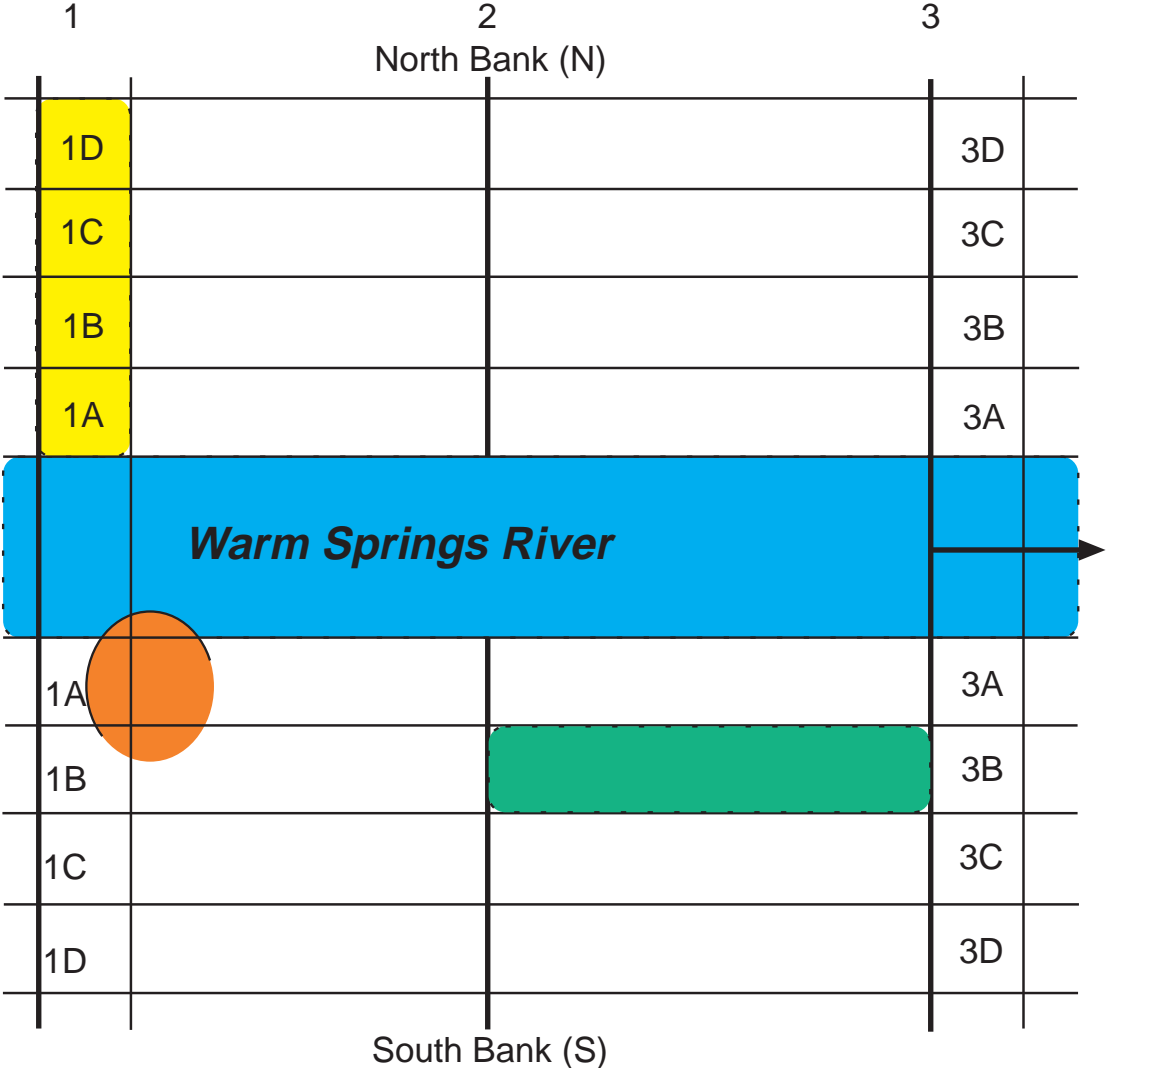 1 2 3
North Bank (N)
1D 3D
1C 3C
1B 3B
1A 3A
Warm Springs River
1A 3A
1B 3B
1C 3C
1D 3D
South Bank (S)